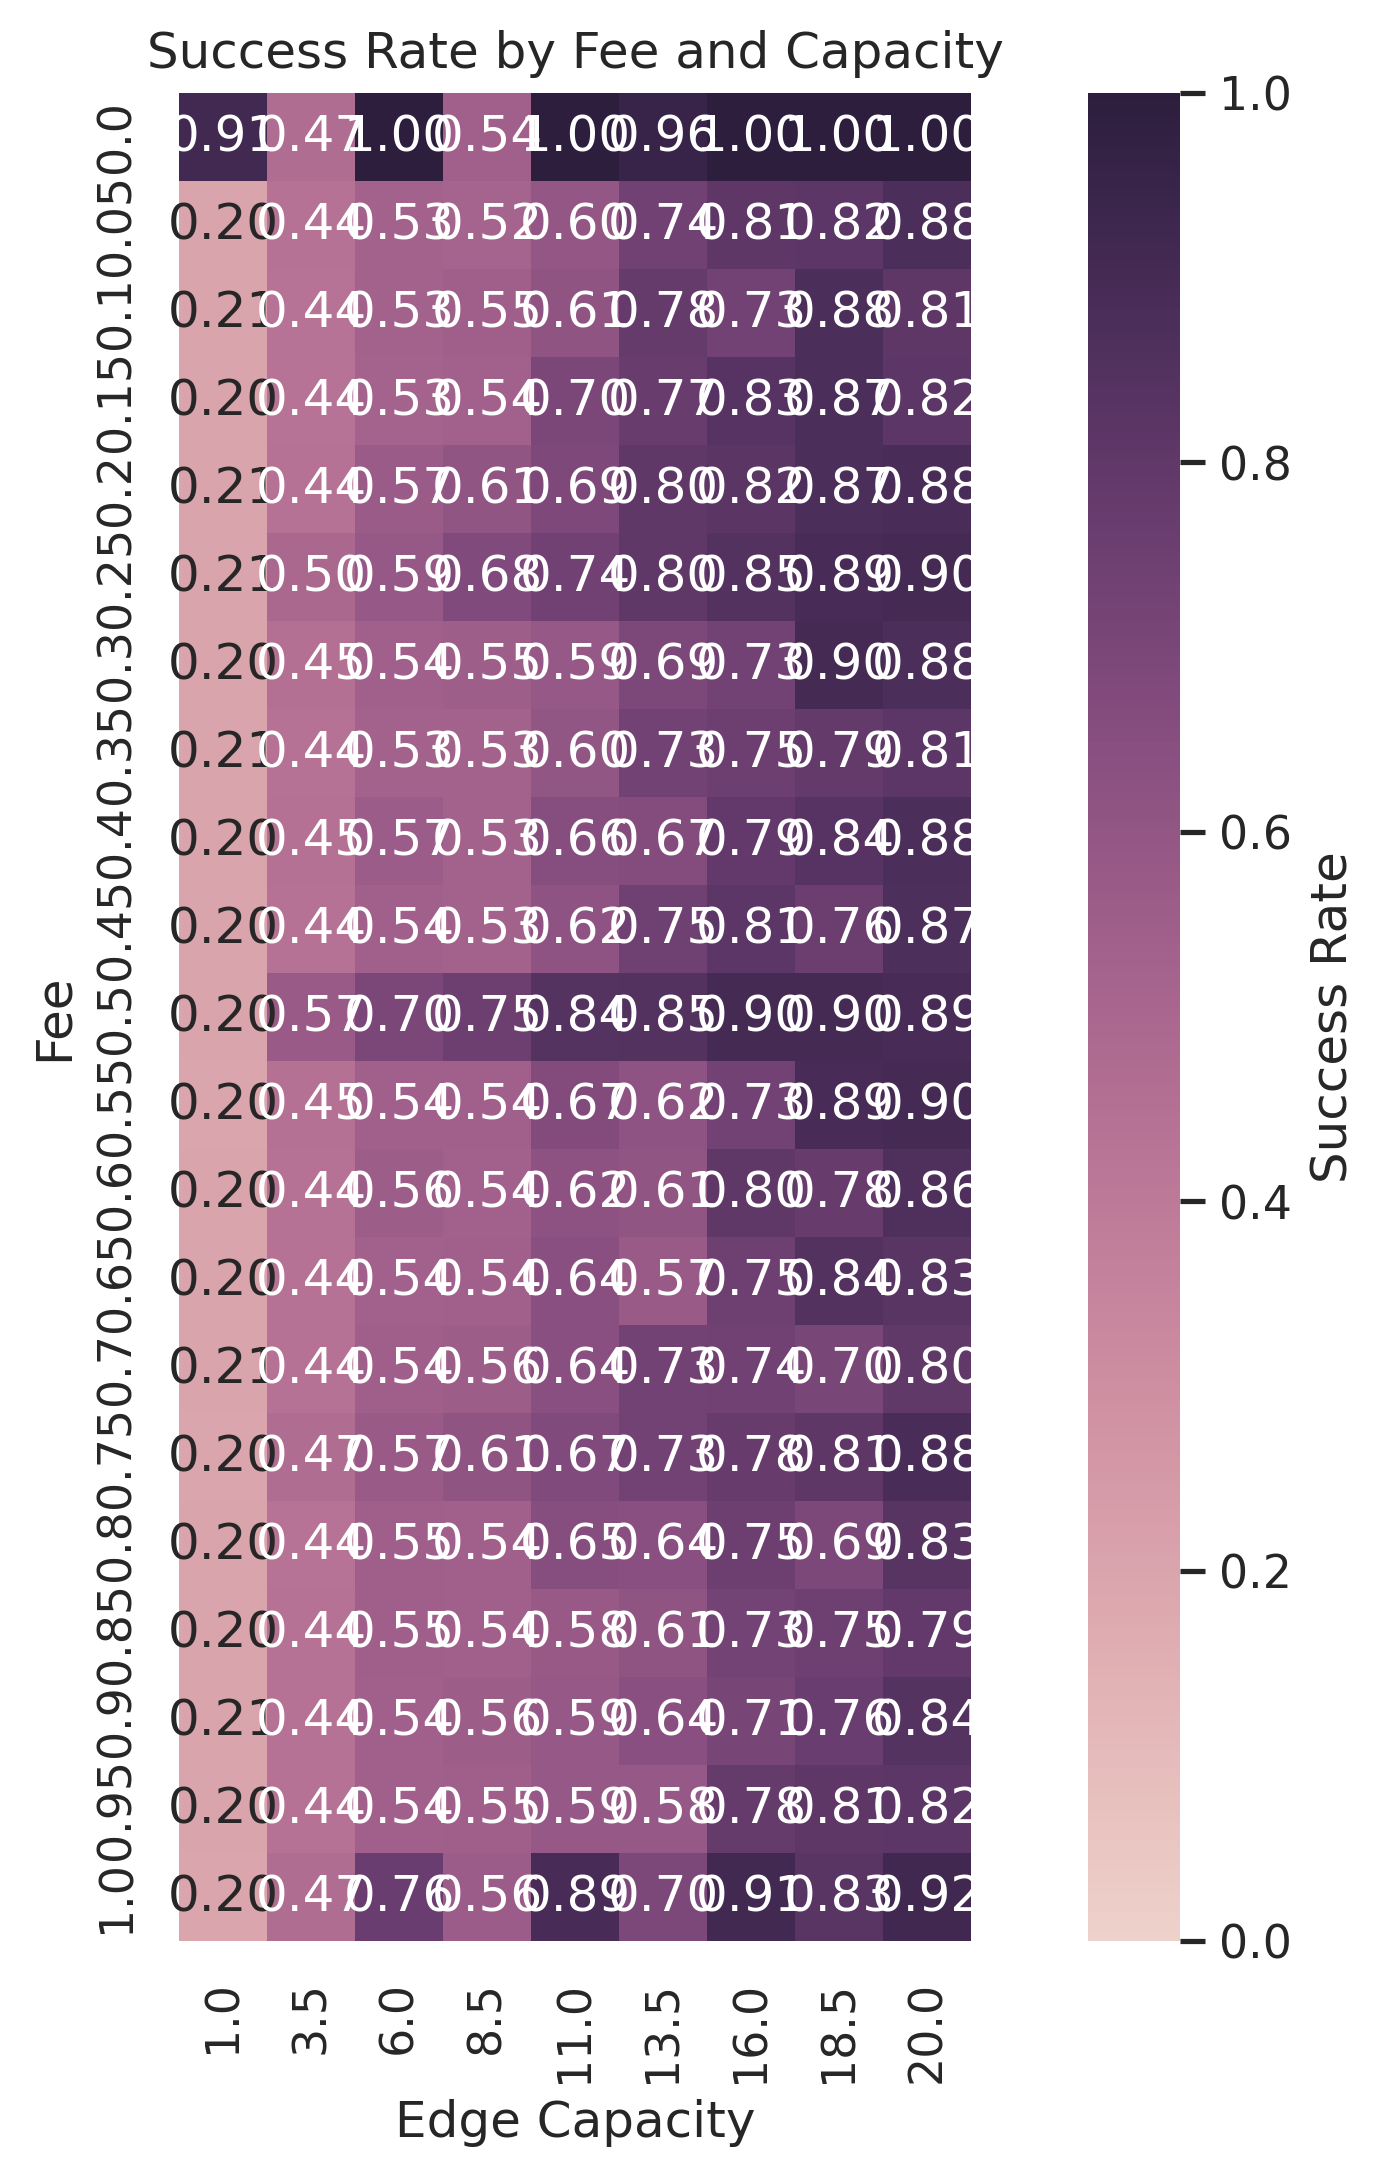 Success Rate by Fee and Capacity
0.0 0.91 0.47 1.00 0.54 1.00 0.96 1.00 1.00 1.00
0.05 0.20 0.44 0.53 0.52 0.60 0.74 0.81 0.82 0.88
0.1 0.21 0.44 0.53 0.55 0.61 0.78 0.73 0.88 0.81
0.15 0.20 0.44 0.53 0.54 0.70 0.77 0.83 0.87 0.82
0.2 0.21 0.44 0.57 0.61 0.69 0.80 0.82 0.87 0.88
0.25 0.21 0.50 0.59 0.68 0.74 0.80 0.85 0.89 0.90
0.3 0.20 0.45 0.54 0.55 0.59 0.69 0.73 0.90 0.88
0.35 0.21 0.44 0.53 0.53 0.60 0.73 0.75 0.79 0.81
0.4 0.20 0.45 0.57 0.53 0.66 0.67 0.79 0.84 0.88
0.45 0.20 0.44 0.54 0.53 0.62 0.75 0.81 0.76 0.87
0.5 0.20 0.57 0.70 0.75 0.84 0.85 0.90 0.90 0.89
0.55 0.20 0.45 0.54 0.54 0.67 0.62 0.73 0.89 0.90
0.6 0.20 0.44 0.56 0.54 0.62 0.61 0.80 0.78 0.86
0.65 0.20 0.44 0.54 0.54 0.64 0.57 0.75 0.84 0.83
0.7 0.21 0.44 0.54 0.56 0.64 0.73 0.74 0.70 0.80
0.75 0.20 0.47 0.57 0.61 0.67 0.73 0.78 0.81 0.88
0.8 0.20 0.44 0.55 0.54 0.65 0.64 0.75 0.69 0.83
0.85 0.20 0.44 0.55 0.54 0.58 0.61 0.73 0.75 0.79
0.9 0.21 0.44 0.54 0.56 0.59 0.64 0.71 0.76 0.84
0.95 0.20 0.44 0.54 0.55 0.59 0.58 0.78 0.81 0.82
1.0 0.20 0.47 0.76 0.56 0.89 0.70 0.91 0.83 0.92
1.0 3.5 6.0 8.5 11.0 13.5 16.0 18.5 20.0
Edge Capacity
Fee
1.0
0.8
0.6
0.4
0.2
0.0
Success Rate